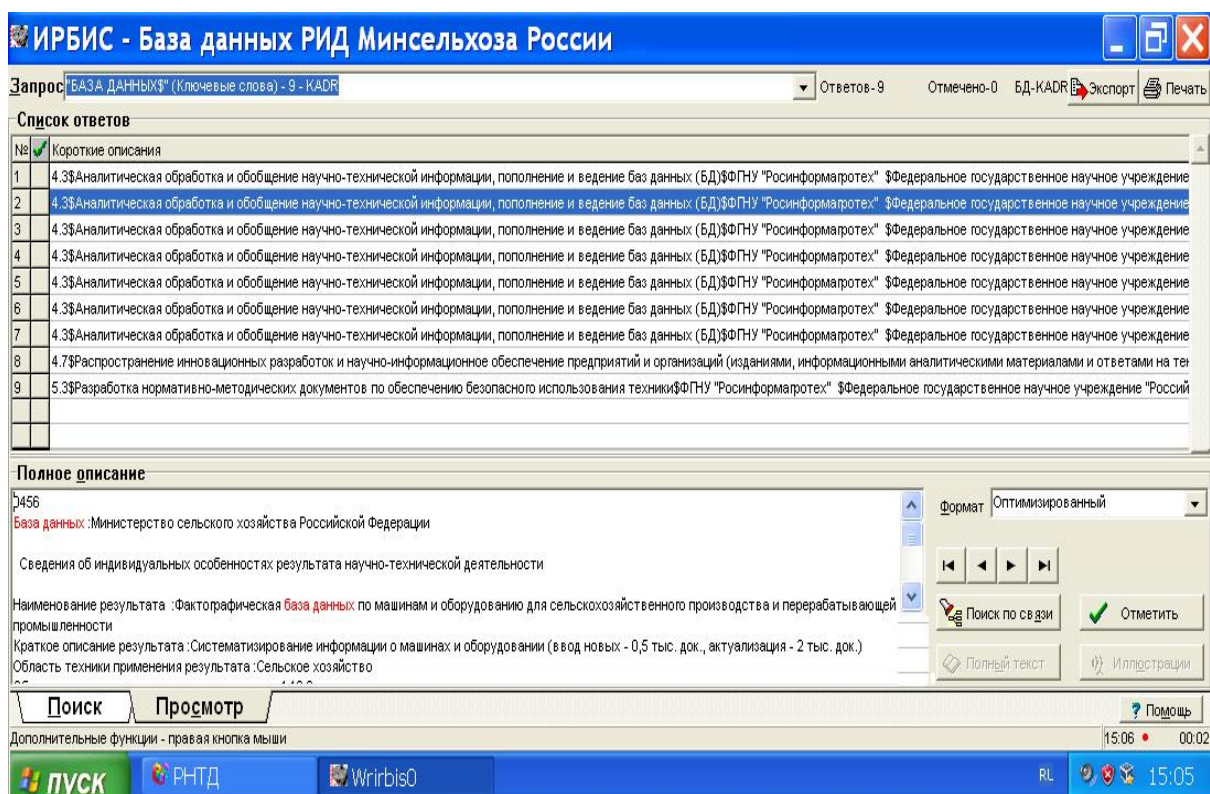 ИРБИС - База данных РИД Минсельхоза России
Запрос "БАЗА ДАННЫХ$" (Ключевые слова) - 9 - KADR Ответов-9 Отмечено-0 БД-KADR Экспорт Печать
Список ответов
№ Короткие описания
1 4.3$Аналитическая обработка и обобщение научно-технической информации, пополнение и ведение баз данных (БД)$ФГНУ "Росинформагротех" $Федеральное государственное научное учреждение
2 4.3$Аналитическая обработка и обобщение научно-технической информации, пополнение и ведение баз данных (БД)$ФГНУ "Росинформагротех" $Федеральное государственное научное учреждение
3 4.3$Аналитическая обработка и обобщение научно-технической информации, пополнение и ведение баз данных (БД)$ФГНУ "Росинформагротех" $Федеральное государственное научное учреждение
4 4.3$Аналитическая обработка и обобщение научно-технической информации, пополнение и ведение баз данных (БД)$ФГНУ "Росинформагротех" $Федеральное государственное научное учреждение
5 4.3$Аналитическая обработка и обобщение научно-технической информации, пополнение и ведение баз данных (БД)$ФГНУ "Росинформагротех" $Федеральное государственное научное учреждение
6 4.3$Аналитическая обработка и обобщение научно-технической информации, пополнение и ведение баз данных (БД)$ФГНУ "Росинформагротех" $Федеральное государственное научное учреждение
7 4.3$Аналитическая обработка и обобщение научно-технической информации, пополнение и ведение баз данных (БД)$ФГНУ "Росинформагротех" $Федеральное государственное научное учреждение
8 4.7$Распространение инновационных разработок и научно-информационное обеспечение предприятий и организаций (изданиями, информационными аналитическими материалами и ответами на тем
9 5.3$Разработка нормативно-методических документов по обеспечению безопасного использования техники$ФГНУ "Росинформагротех" $Федеральное государственное научное учреждение "Россий
Полное описание
0456
База данных :Министерство сельского хозяйства Российской Федерации
Сведения об индивидуальных особенностях результата научно-технической деятельности
Наименование результата :Фактографическая база данных по машинам и оборудованию для сельскохозяйственного производства и перерабатывающей
промышленности
Краткое описание результата :Систематизирование информации о машинах и оборудовании (ввод новых - 0,5 тыс. док., актуализация - 2 тыс. док.)
Область техники применения результата :Сельское хозяйство
Формат Оптимизированный
Поиск по связи Отметить
Полный текст Иллюстрации
Поиск Просмотр Помощь
Дополнительные функции - правая кнопка мыши 15:06 00:02
пуск РНТД Wrirbis0 RL 15:05